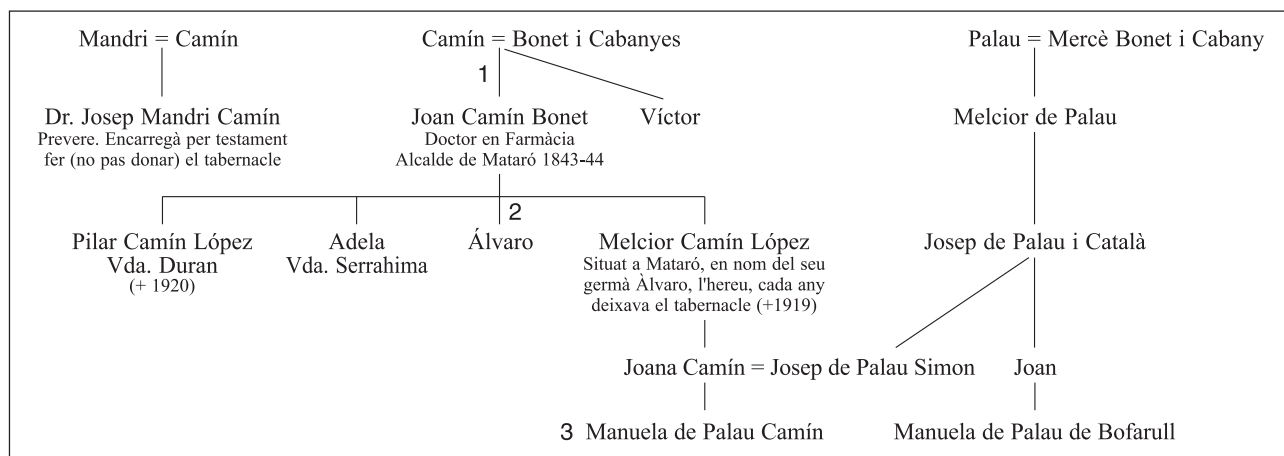 Mandri = Camín
Camín = Bonet i Cabanyes
Palau = Mercè Bonet i Cabany
1
Dr. Josep Mandri Camín
Prevere. Encarregà per testament
fer (no pas donar) el tabernacle
Joan Camín Bonet
Doctor en Farmàcia
Alcalde de Mataró 1843-44
Víctor
Melcior de Palau
2
Pilar Camín López
Vda. Duran
(+ 1920)
Adela
Vda. Serrahima
Álvaro
Melcior Camín López
Situat a Mataró, en nom del seu
germà Àlvaro, l'hereu, cada any
deixava el tabernacle (+1919)
Josep de Palau i Català
Joana Camín = Josep de Palau Simon
Joan
3 Manuela de Palau Camín
Manuela de Palau de Bofarull